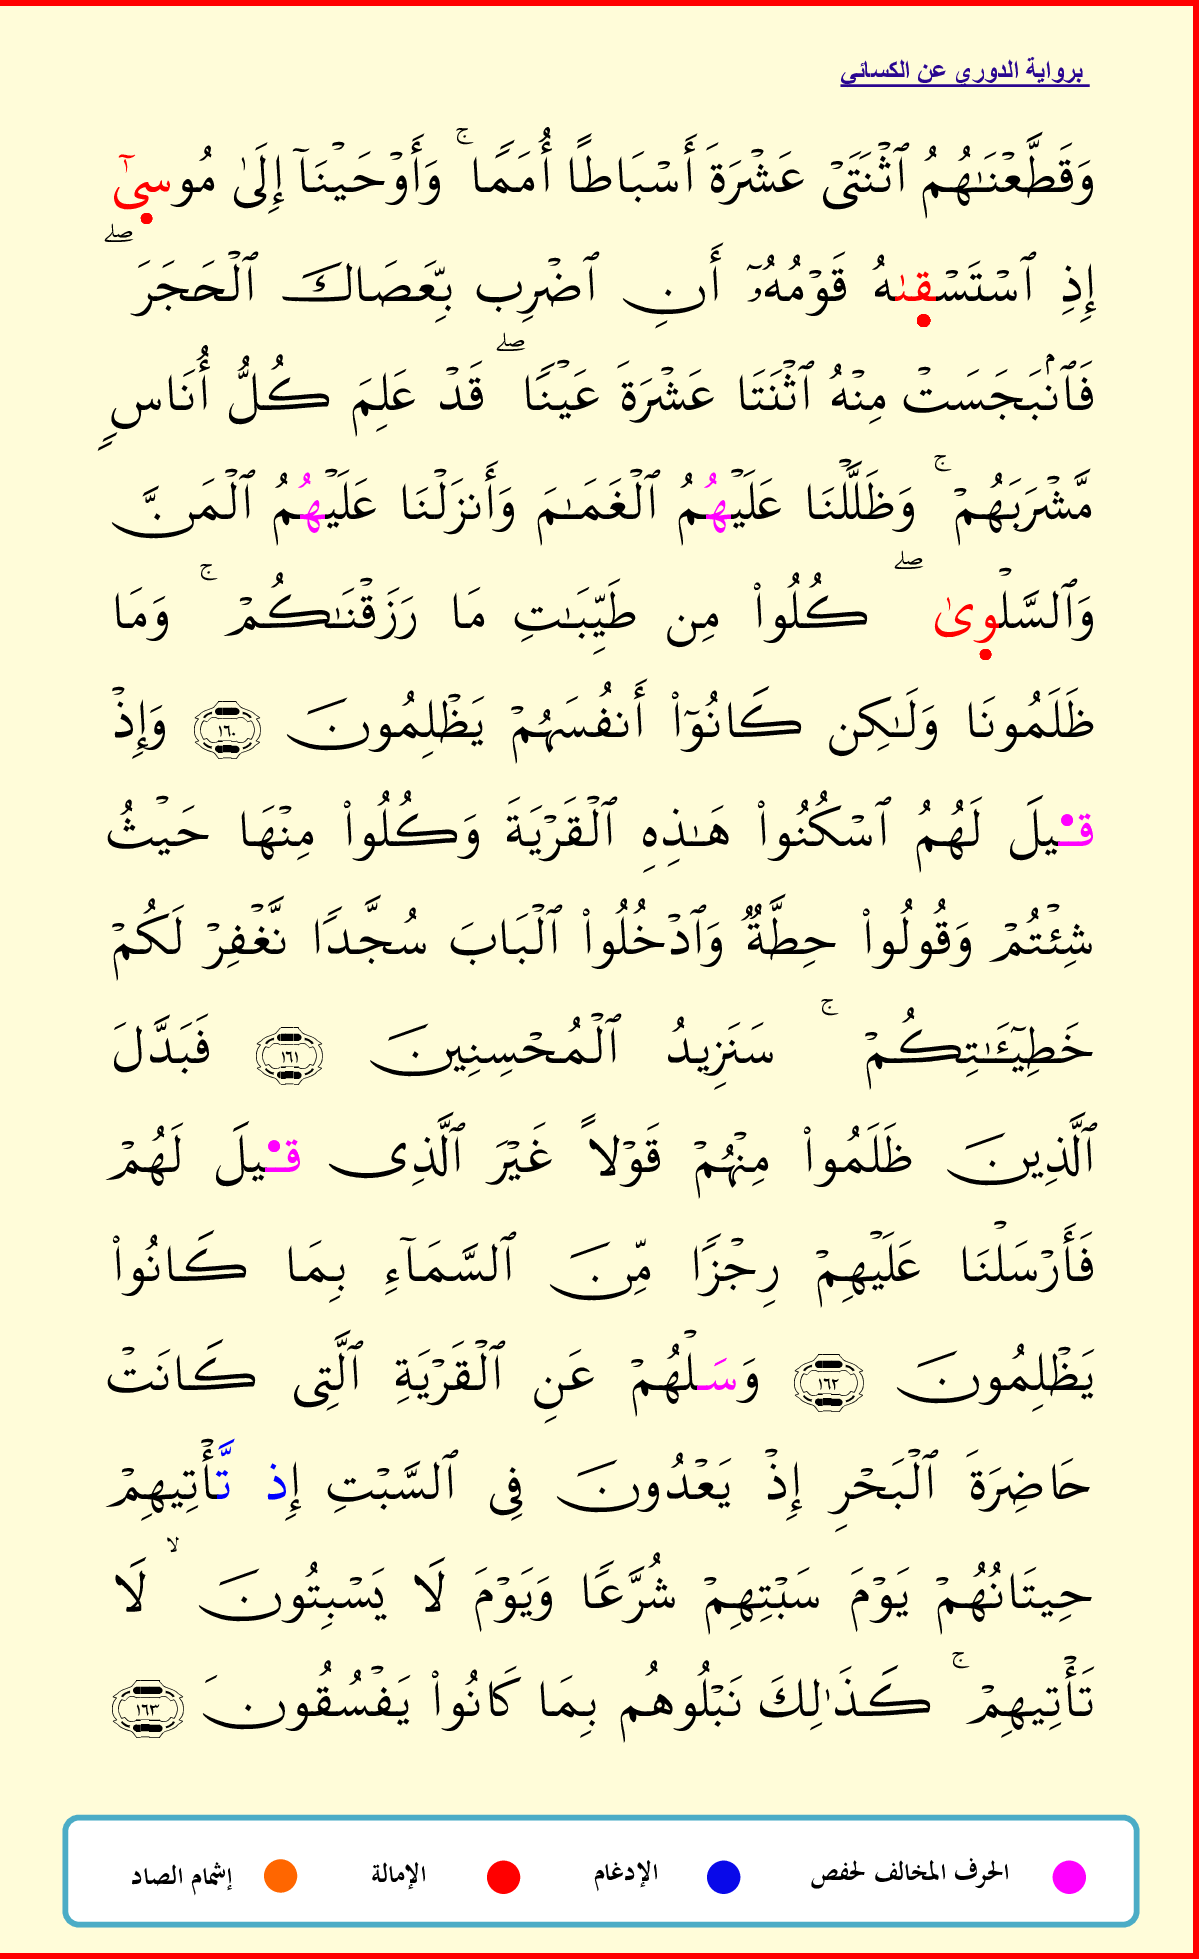 برواية الدوري عن الكسائي
وَقَطَّعْنَٰهُمُ ٱثْنَتَىْ عَشْرَةَ أَسْبَاطًا أُمَمًا ۚ وَأَوْحَيْنَآ إِلَىٰ مُوسِىٰٓ
إِذِ ٱسْتَسْقِىٰهُ قَوْمُهُۥٓ أَنِ ٱضْرِب بِّعَصَاكَ ٱلْحَجَرَ ۖ
فَٱنۢبَجَسَتْ مِنْهُ ٱثْنَتَا عَشْرَةَ عَيْنًا ۖ قَدْ عَلِمَ كُلُّ أُنَاسٍ
مَّشْرَبَهُمْ ۚ وَظَلَّلْنَا عَلَيْهُمُ ٱلْغَمَٰمَ وَأَنزَلْنَا عَلَيْهُمُ ٱلْمَنَّ
وَٱلسَّلْوِىٰ ۖ كُلُوا۟ مِن طَيِّبَٰتِ مَا رَزَقْنَٰكُمْ ۚ وَمَا
ظَلَمُونَا وَلَٰكِن كَانُوٓا۟ أَنفُسَهُمْ يَظْلِمُونَ ١٦٠ وَإِذْ
قِيلَ لَهُمُ ٱسْكُنُوا۟ هَٰذِهِ ٱلْقَرْيَةَ وَكُلُوا۟ مِنْهَا حَيْثُ
شِئْتُمْ وَقُولُوا۟ حِطَّةٌ وَٱدْخُلُوا۟ ٱلْبَابَ سُجَّدًا نَّغْفِرْ لَكُمْ
خَطِيٓـَٰٔتِكُمْ ۚ سَنَزِيدُ ٱلْمُحْسِنِينَ ١٦١ فَبَدَّلَ
ٱلَّذِينَ ظَلَمُوا۟ مِنْهُمْ قَوْلاً غَيْرَ ٱلَّذِى قِيلَ لَهُمْ
فَأَرْسَلْنَا عَلَيْهِمْ رِجْزًا مِّنَ ٱلسَّمَآءِ بِمَا كَانُوا۟
يَظْلِمُونَ ١٦٢ وَسَلْهُمْ عَنِ ٱلْقَرْيَةِ ٱلَّتِى كَانَتْ
حَاضِرَةَ ٱلْبَحْرِ إِذْ يَعْدُونَ فِى ٱلسَّبْتِ إِذ تَّأْتِيهِمْ
حِيتَانُهُمْ يَوْمَ سَبْتِهِمْ شُرَّعًا وَيَوْمَ لَا يَسْبِتُونَ ۙ لَا
تَأْتِيهِمْ ۚ كَذَٰلِكَ نَبْلُوهُم بِمَا كَانُوا۟ يَفْسُقُونَ ١٦٣
الحرف المخالف لحفص الإدغام الإمالة إشمام الصاد